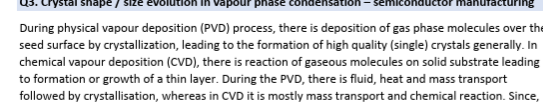 Q3. Crystal shape / size evolution in vapour phase condensation – semiconductor manufacturing
During physical vapour deposition (PVD) process, there is deposition of gas phase molecules over the
seed surface by crystallization, leading to the formation of high quality (single) crystals generally. In
chemical vapour deposition (CVD), there is reaction of gaseous molecules on solid substrate leading
to formation or growth of a thin layer. During the PVD, there is fluid, heat and mass transport
followed by crystallisation, whereas in CVD it is mostly mass transport and chemical reaction. Since,